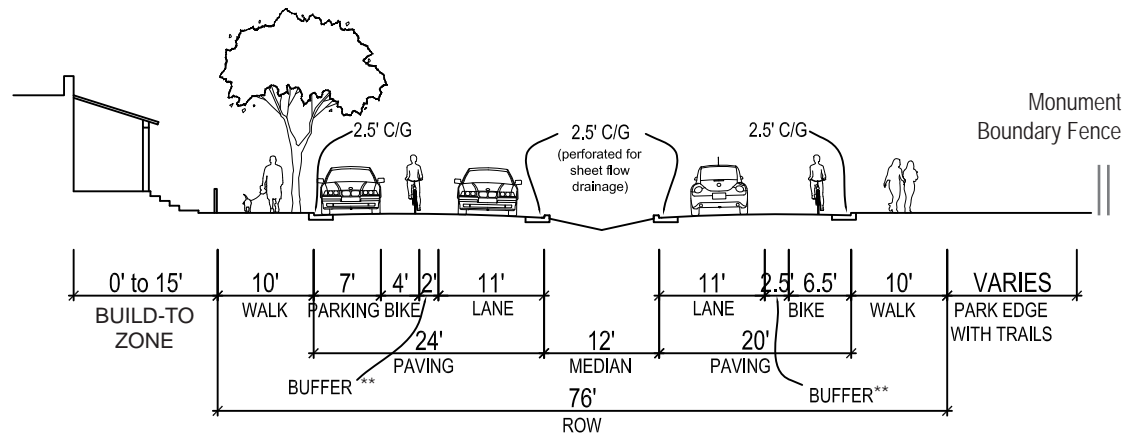 Monument
Boundary Fence
2.5' C/G
2.5' C/G
(perforated for
sheet flow
drainage)
2.5' C/G
0' to 15'
10'
7'
4'
2'
11'
11'
2.5'
6.5'
10'
VARIES
BUILD-TO
ZONE
WALK
PARKING
BIKE
LANE
LANE
BIKE
WALK
PARK EDGE
WITH TRAILS
24'
12'
20'
PAVING
MEDIAN
PAVING
BUFFER **
BUFFER**
76'
ROW